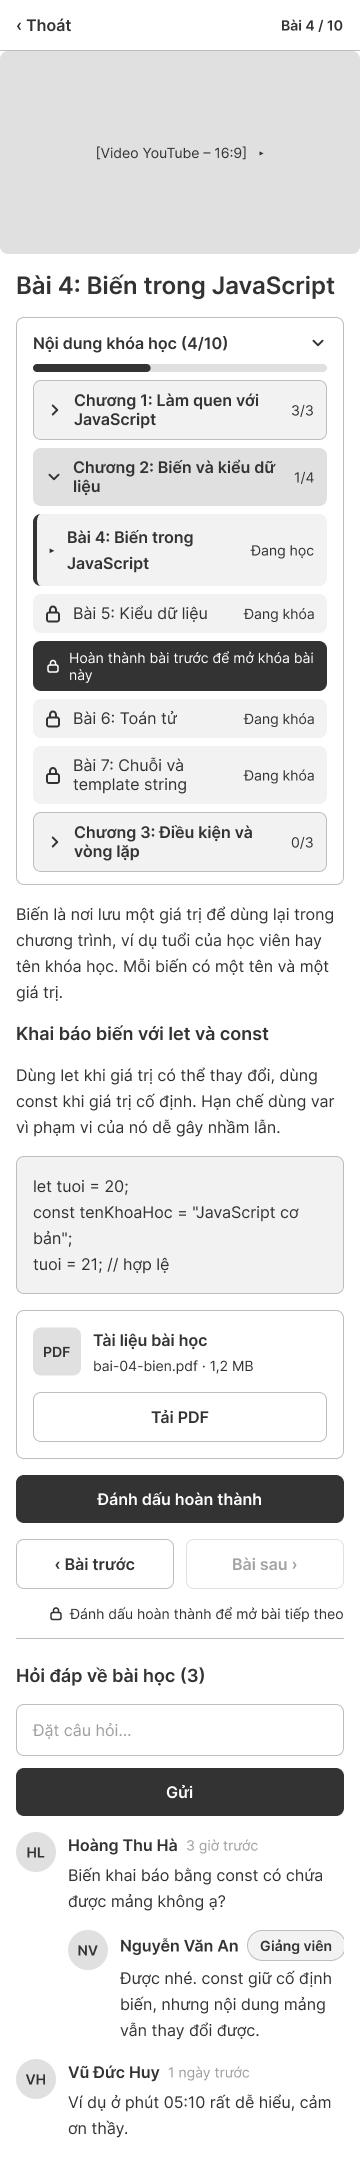 ‹ Thoát
Bài 4 / 10
[Video YouTube – 16:9] ‣
Bài 4: Biến trong JavaScript
Nội dung khóa học (4/10)
Chương 1: Làm quen với
JavaScript
3/3
Chương 2: Biến và kiểu dữ
liệu
1/4
‣ Bài 4: Biến trong
JavaScript
Đang học
Bài 5: Kiểu dữ liệu
Đang khóa
Hoàn thành bài trước để mở khóa bài
này
Bài 6: Toán tử
Đang khóa
Bài 7: Chuỗi và
template string
Đang khóa
Chương 3: Điều kiện và
vòng lặp
0/3
Biến là nơi lưu một giá trị để dùng lại trong
chương trình, ví dụ tuổi của học viên hay
tên khóa học. Mỗi biến có một tên và một
giá trị.
Khai báo biến với let và const
Dùng let khi giá trị có thể thay đổi, dùng
const khi giá trị cố định. Hạn chế dùng var
vì phạm vi của nó dễ gây nhầm lẫn.
let tuoi = 20;
const tenKhoaHoc = "JavaScript cơ
bản";
tuoi = 21; // hợp lệ
PDF
Tài liệu bài học
bai-04-bien.pdf · 1,2 MB
Tải PDF
Đánh dấu hoàn thành
‹ Bài trước
Bài sau ›
Đánh dấu hoàn thành để mở bài tiếp theo
Hỏi đáp về bài học (3)
Đặt câu hỏi...
Gửi
HL
Hoàng Thu Hà 3 giờ trước
Biến khai báo bằng const có chứa
được mảng không ạ?
NV
Nguyễn Văn An Giảng viên
Được nhé. const giữ cố định
biến, nhưng nội dung mảng
vẫn thay đổi được.
VH
Vũ Đức Huy 1 ngày trước
Ví dụ ở phút 05:10 rất dễ hiểu, cảm
ơn thầy.